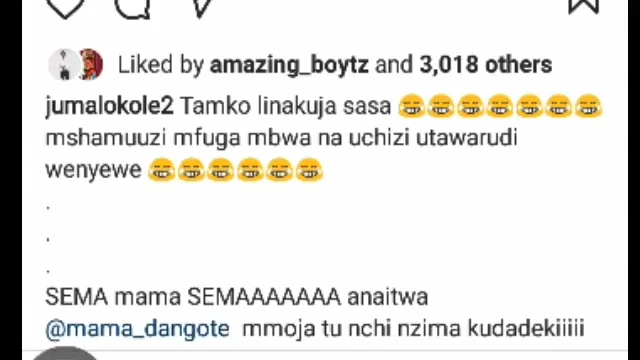 Liked by amazing_boytz and 3,018 others
jumalokole2 Tamko linakuja sasa 😂😂😂😂😂😂😂
mshamuuzi mfuga mbwa na uchizi utawarudi
wenyewe 😂😂😂😂😂😂
.
.
.
SEMA mama SEMAAAAAAA anaitwa
@mama_dangote mmoja tu nchi nzima kudadekiiiii